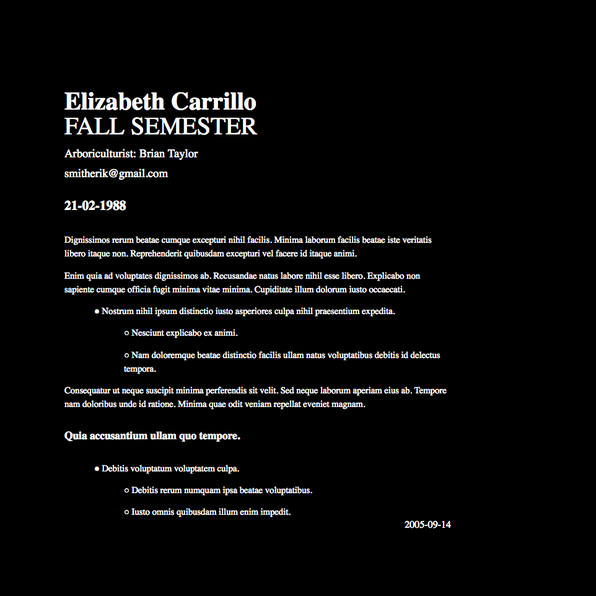 Elizabeth Carrillo
FALL SEMESTER
Arboriculturist: Brian Taylor
smitherik@gmail.com
21-02-1988
Dignissimos rerum beatae cumque excepturi nihil facilis. Minima laborum facilis beatae iste veritatis
libero itaque non. Reprehenderit quibusdam excepturi vel facere id itaque animi.
Enim quia ad voluptates dignissimos ab. Recusandae natus labore nihil esse libero. Explicabo non
sapiente cumque officia fugit minima vitae minima. Cupiditate illum dolorum iusto occaecati.
● Nostrum nihil ipsum distinctio iusto asperiores culpa nihil praesentium expedita.
○ Nesciunt explicabo ex animi.
○ Nam doloremque beatae distinctio facilis ullam natus voluptatibus debitis id delectus
tempora.
Consequatur ut neque suscipit minima perferendis sit velit. Sed neque laborum aperiam eius ab. Tempore
nam doloribus unde id ratione. Minima quae odit veniam repellat eveniet magnam.
Quia accusantium ullam quo tempore.
● Debitis voluptatum voluptatem culpa.
○ Debitis rerum numquam ipsa beatae voluptatibus.
○ Iusto omnis quibusdam illum enim impedit.
2005-09-14